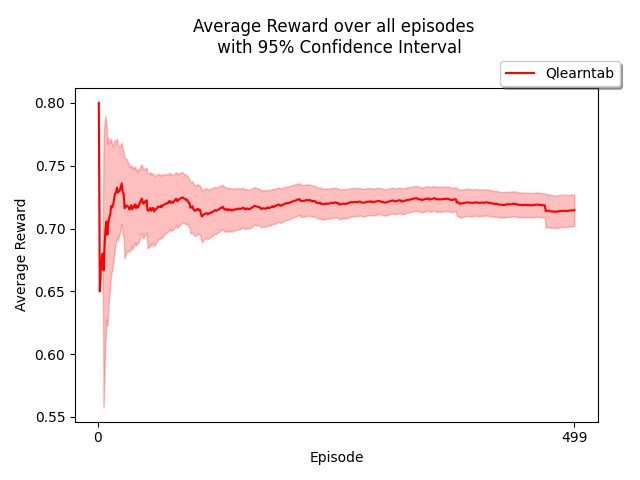 Average Reward over all episodes
with 95% Confidence Interval
Qlearntab
0.80
0.75
0.70
0.65
0.60
0.55
Average Reward
0
499
Episode